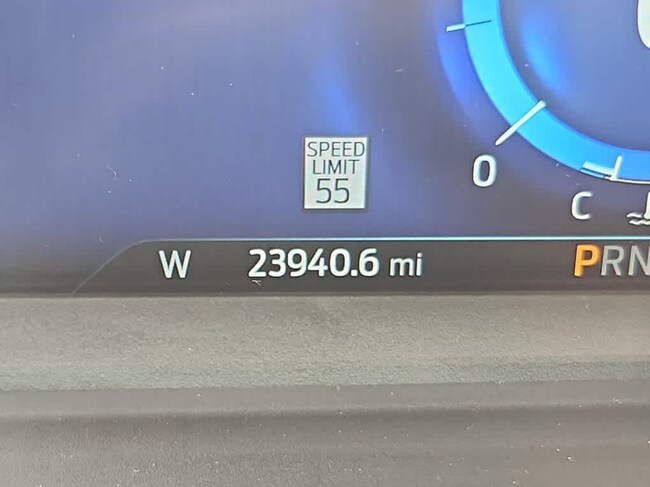 SPEED
LIMIT
55
0
C
W 23940.6 mi PRN